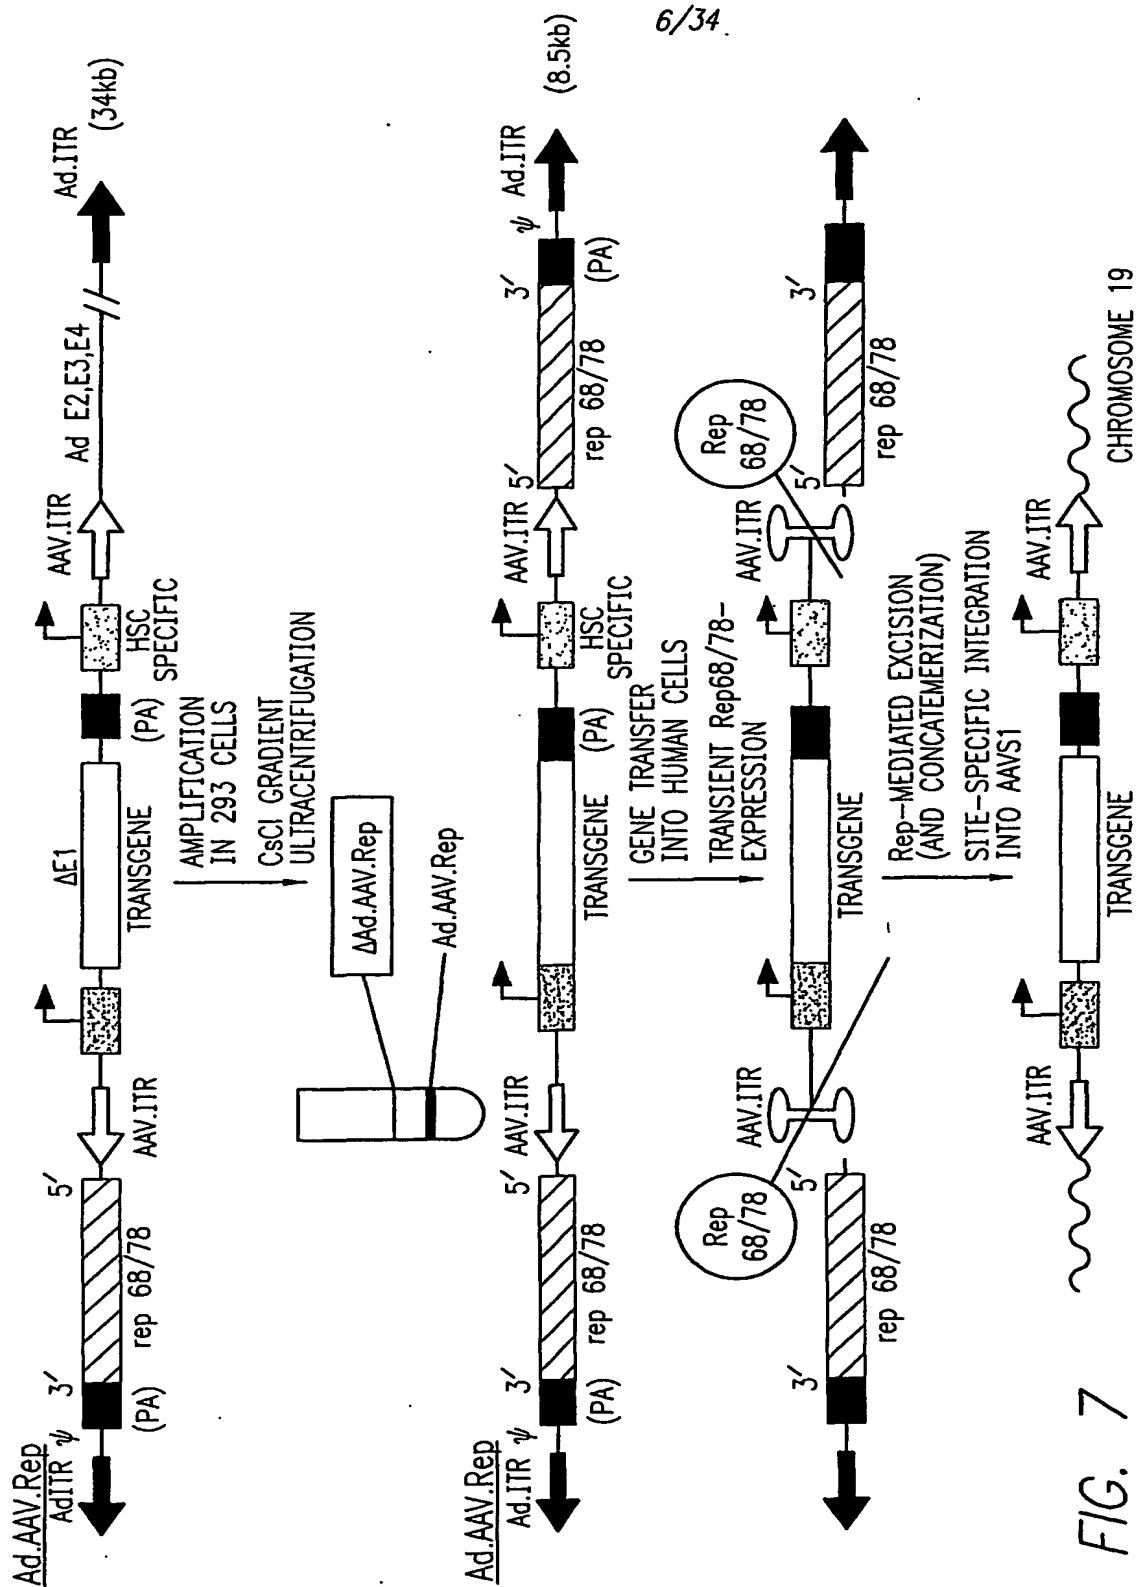 6/34
Ad.AAV.Rep
AdITR ψ 3′ 5′ AAV.ITR ΔE1 AAV.ITR Ad E2,E3,E4 Ad.ITR
(34kb)
(PA) rep 68/78 TRANSGENE (PA) HSC
SPECIFIC
AMPLIFICATION
IN 293 CELLS
CsCl GRADIENT
ULTRACENTRIFUGATION
ΔAd.AAV.Rep
Ad.AAV.Rep
Ad.AAV.Rep
Ad.ITR ψ 3′ 5′ AAV.ITR AAV.ITR 5′ 3′ ψ Ad.ITR
(8.5kb)
(PA) rep 68/78 TRANSGENE (PA) HSC
SPECIFIC
rep 68/78 (PA)
GENE TRANSFER
INTO HUMAN CELLS
TRANSIENT Rep68/78-
EXPRESSION
Rep
68/78
Rep
68/78
3′ 5′ AAV.ITR AAV.ITR 5′ 3′
rep 68/78 TRANSGENE rep 68/78
Rep-MEDIATED EXCISION
(AND CONCATEMERIZATION)
SITE-SPECIFIC INTEGRATION
INTO AAVS1
AAV.ITR AAV.ITR
TRANSGENE CHROMOSOME 19
FIG. 7